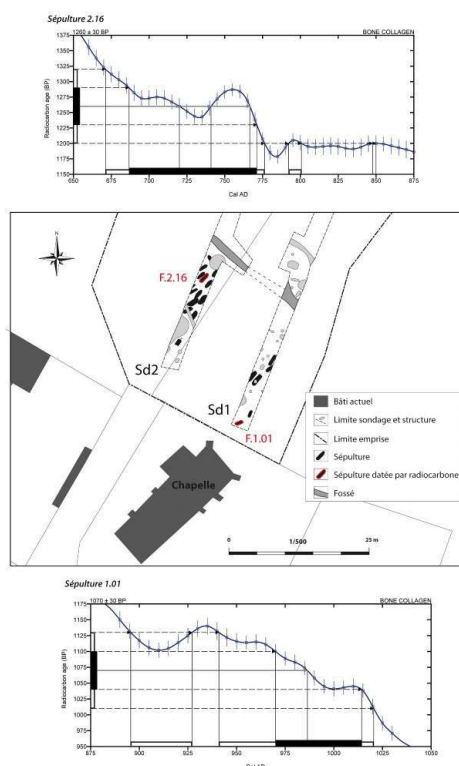 Sépulture 2.16
1260 ± 30 BP BONE COLLAGEN
Radiocarbon age (BP)
1375
1350
1325
1300
1275
1250
1225
1200
1175
1150
650 675 700 725 750 775 800 825 850 875
Cal AD
N
F.2.16
Sd2
Sd1
F.1.01
Chapelle
Bâti actuel
Limite sondage et structure
Limite emprise
Sépulture
Sépulture datée par radiocarbone
Fossé
0 1/500 25 m
Sépulture 1.01
1070 ± 30 BP BONE COLLAGEN
Radiocarbon age (BP)
1175
1150
1125
1100
1075
1050
1025
1000
975
950
875 900 925 950 975 1000 1025 1050
Cal AD